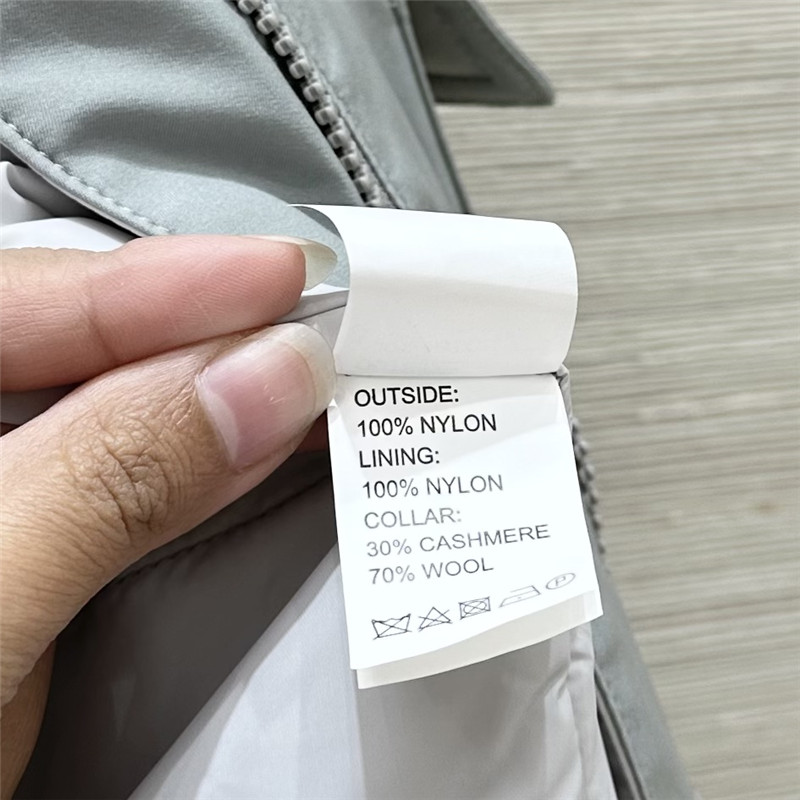 OUTSIDE:
100% NYLON
LINING:
100% NYLON
COLLAR:
30% CASHMERE
70% WOOL
P